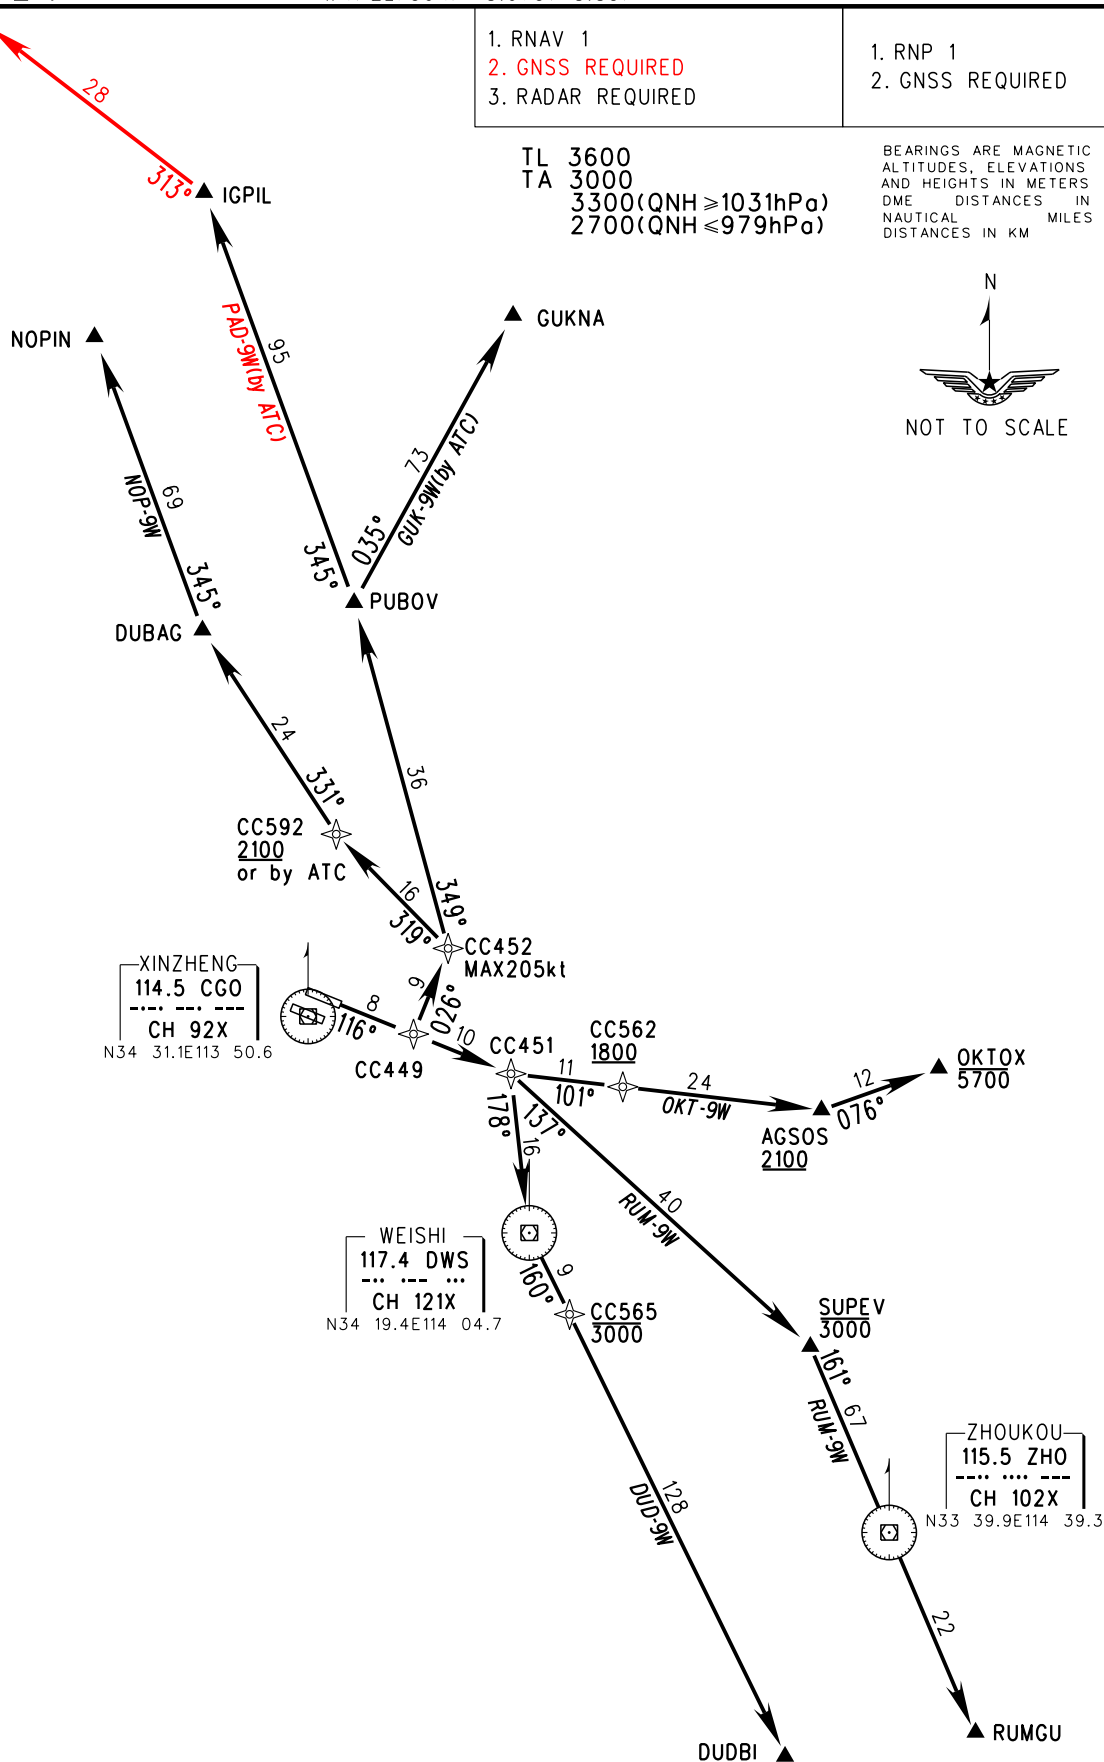 1. RNAV 1
2. GNSS REQUIRED
3. RADAR REQUIRED
1. RNP 1
2. GNSS REQUIRED
TL 3600
TA 3000
3300(QNH ≥1031hPa)
2700(QNH ≤979hPa)
BEARINGS ARE MAGNETIC
ALTITUDES, ELEVATIONS
AND HEIGHTS IN METERS
DME DISTANCES IN
NAUTICAL MILES
DISTANCES IN KM
N
NOT TO SCALE
28
313°
IGPIL
PAD-9W(by ATC)
95
NOPIN
GUKNA
NOP-9W
69
345°
73
GUK-9W(by ATC)
035°
345°
PUBOV
DUBAG
24
331°
36
CC592
2100
or by ATC
16
319°
349°
CC452
MAX205kt
XINZHENG
114.5 CGO
CH 92X
N34 31.1E113 50.6
8
116°
9
026°
CC449
10
CC451
11
101°
CC562
1800
24
OKT-9W
12
076°
OKTOX
5700
AGSOS
2100
178°
137°
16
40
RUM-9W
WEISHI
117.4 DWS
CH 121X
N34 19.4E114 04.7
160°
9
CC565
3000
SUPEV
3000
161°
67
RUM-9W
ZHOUKOU
115.5 ZHO
CH 102X
N33 39.9E114 39.3
128
DUD-9W
22
RUMGU
DUDBI